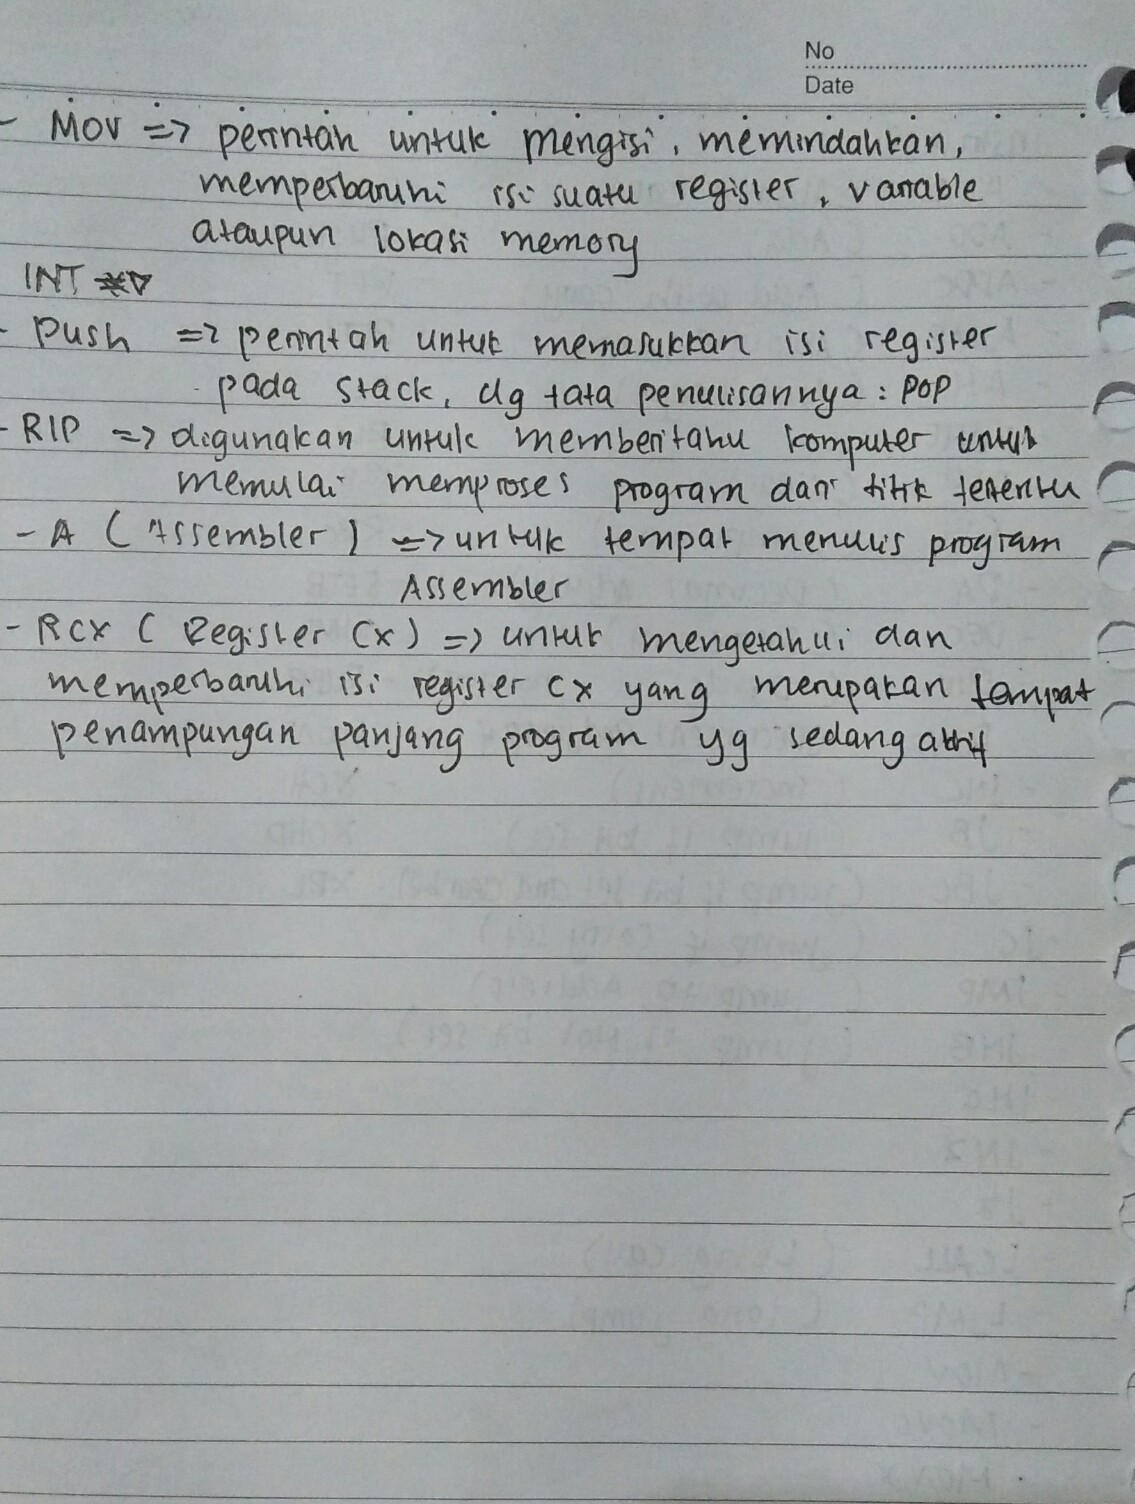 No
Date
- MOV => perintah untuk mengisi, memindahkan,
memperbaruhi isi suatu register, variable
ataupun lokasi memory
INT
- Push => perintah untuk memasukkan isi register
pada stack, dg tata penulisannya : POP
- RIP => digunakan untuk memberitahu komputer untuk
memulai memproses program dari titik tertentu
- A ( Assembler ) => untuk tempat menulis program
Assembler
- RCX ( Register CX ) => untuk mengetahui dan
memperbaruhi isi register CX yang merupakan tempat
penampungan panjang program yg sedang aktif